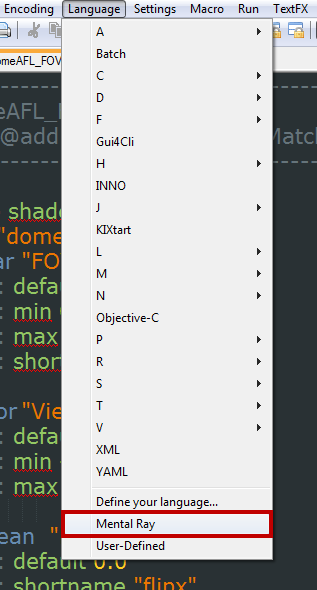 Encoding Language Settings Macro Run TextFX
omeAFL_FOV
A
Batch
C
D
F
Gui4Cli
H
INNO
J
KIXtart
L
M
N
Objective-C
P
R
S
T
V
XML
YAML
Define your language...
Mental Ray
User-Defined
meAFL_
@add
Match
shade
"dome
ar "FO
: defa
: min
: max
: short
or "Vie
: defa
: min -
: max
ean "
: default 0.0
: shortname "flipx"